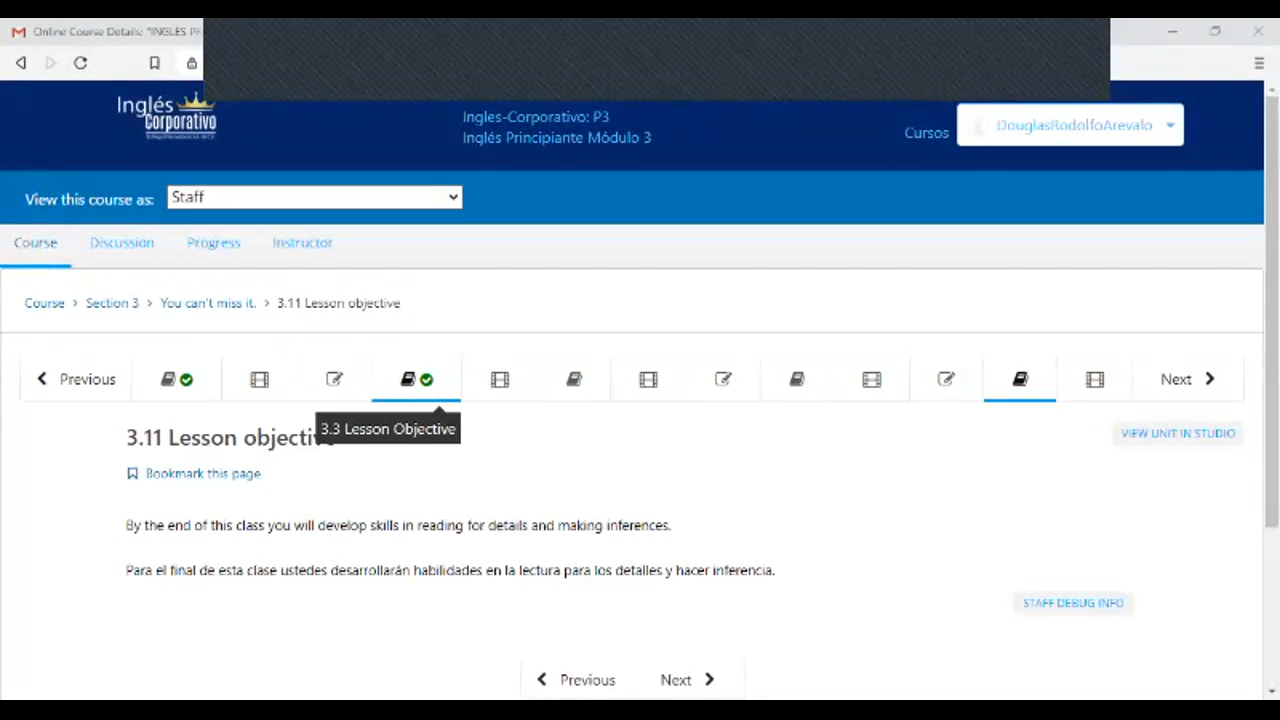 Online Course Details: "INGLES PR
Inglés
Corporativo
Ingles-Corporativo: P3
Inglés Principiante Módulo 3
Cursos
DouglasRodolfoArevalo
View this course as:
Staff
Course
Discussion
Progress
Instructor
Course > Section 3 > You can't miss it. > 3.11 Lesson objective
Previous
Next
3.3 Lesson Objective
3.11 Lesson objective
VIEW UNIT IN STUDIO
Bookmark this page
By the end of this class you will develop skills in reading for details and making inferences.
Para el final de esta clase ustedes desarrollarán habilidades en la lectura para los detalles y hacer inferencia.
STAFF DEBUG INFO
Previous
Next